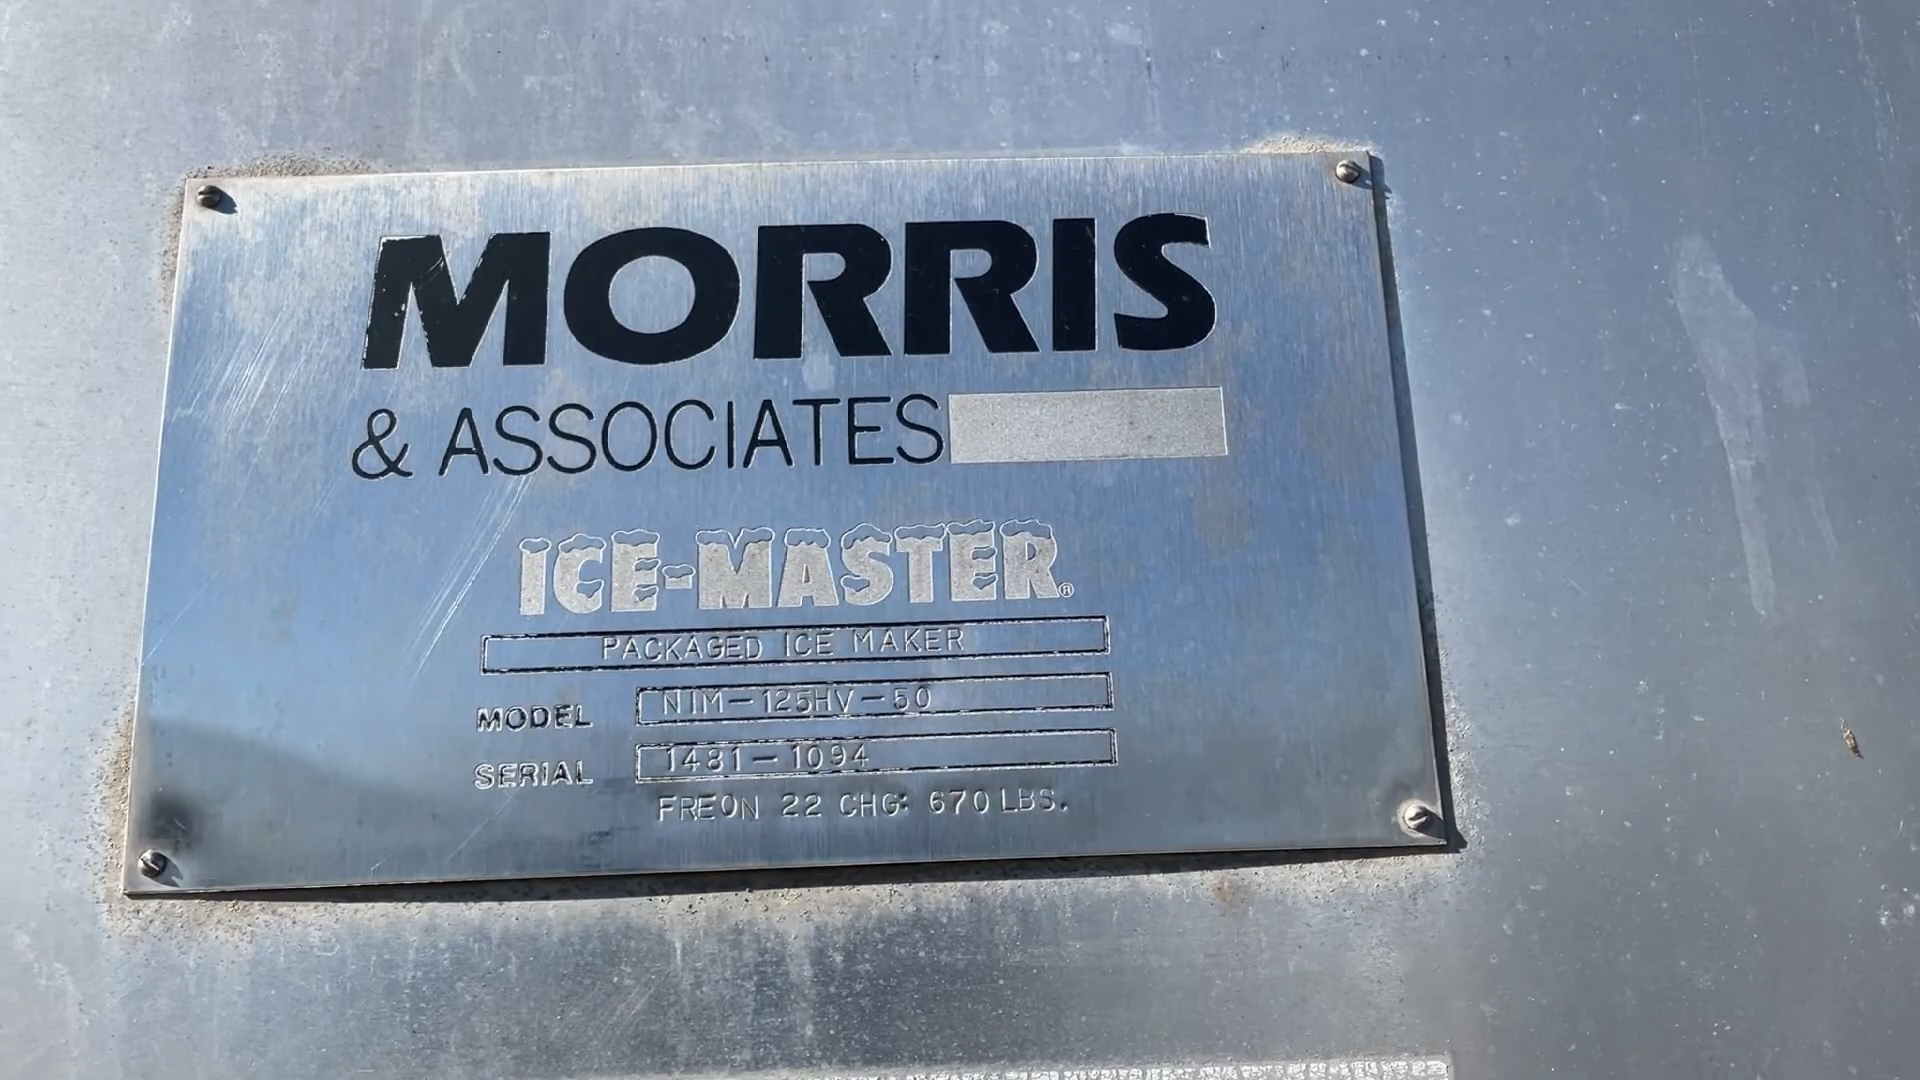 MORRIS
& ASSOCIATES
ICE-MASTER®
PACKAGED ICE MAKER
MODEL NIM-125HV-50
SERIAL 1481-1094
FREON 22 CHG: 670 LBS.